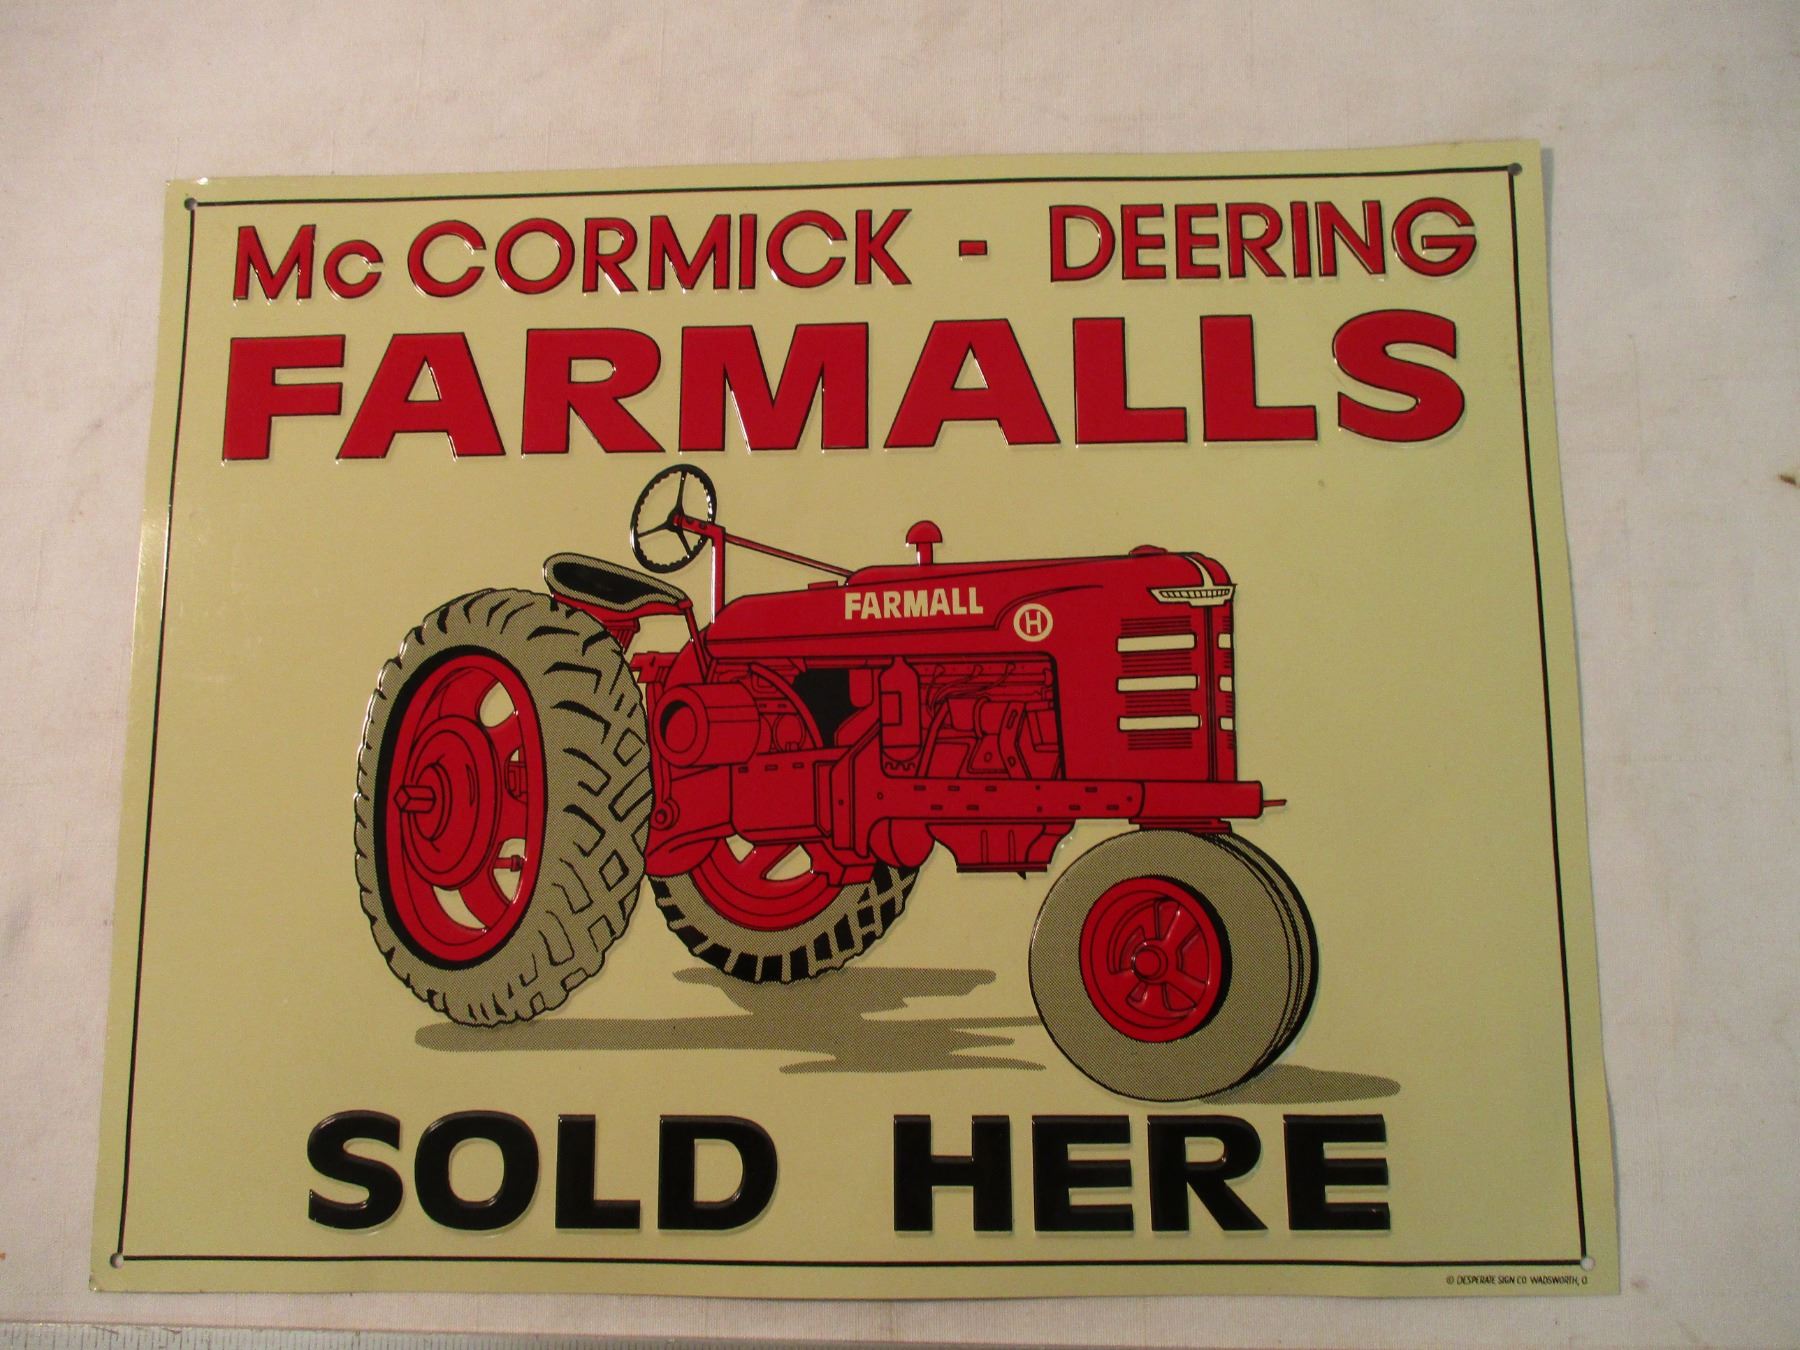 Mc CORMICK - DEERING
FARMALLS
FARMALL
H
SOLD HERE
© DESPERATE SIGN CO WADSWORTH, O.